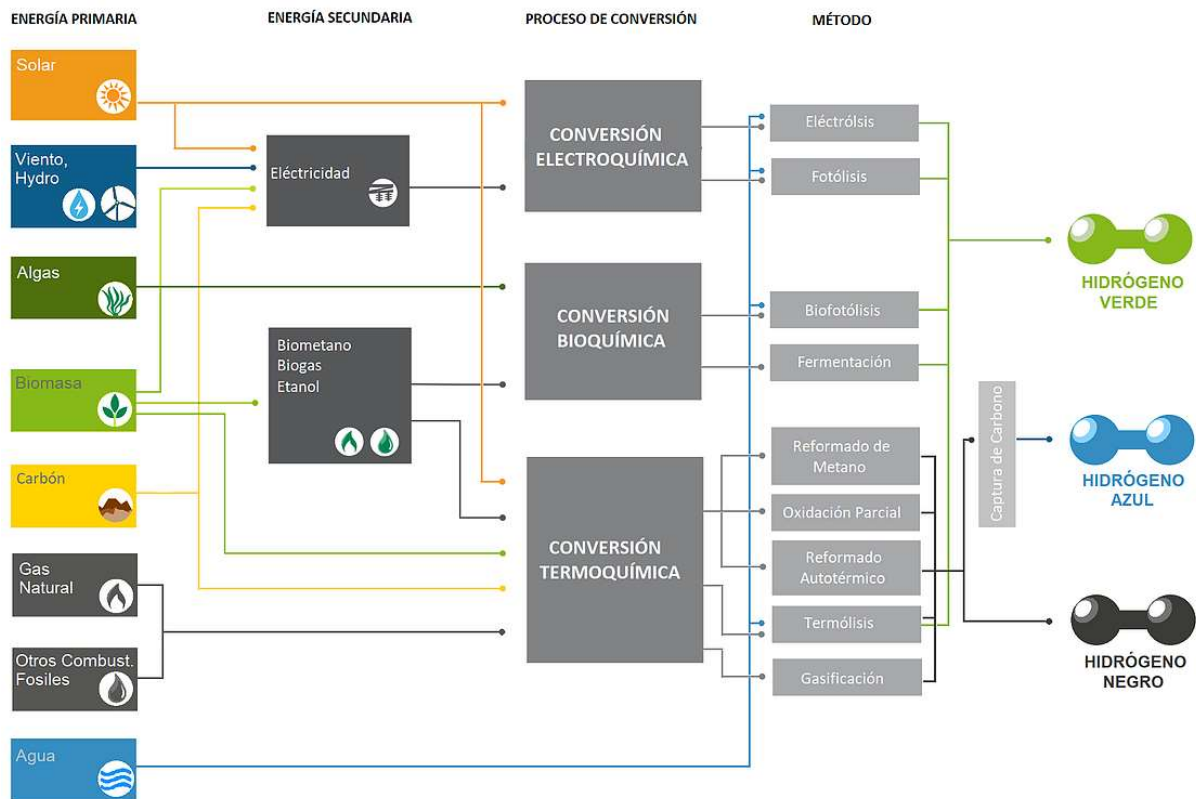 ENERGÍA PRIMARIA
ENERGÍA SECUNDARIA
PROCESO DE CONVERSIÓN
MÉTODO
Solar
Viento,
Hydro
Algas
Biomasa
Carbón
Gas
Natural
Otros Combust.
Fosiles
Agua
Eléctricidad
Biometano
Biogas
Etanol
CONVERSIÓN
ELECTROQUÍMICA
CONVERSIÓN
BIOQUÍMICA
CONVERSIÓN
TERMOQUÍMICA
Eléctrólsis
Fotólisis
Biofotólisis
Fermentación
Reformado de
Metano
Oxidación Parcial
Reformado
Autotérmico
Termólisis
Gasificación
Captura de Carbono
HIDRÓGENO
VERDE
HIDRÓGENO
AZUL
HIDRÓGENO
NEGRO